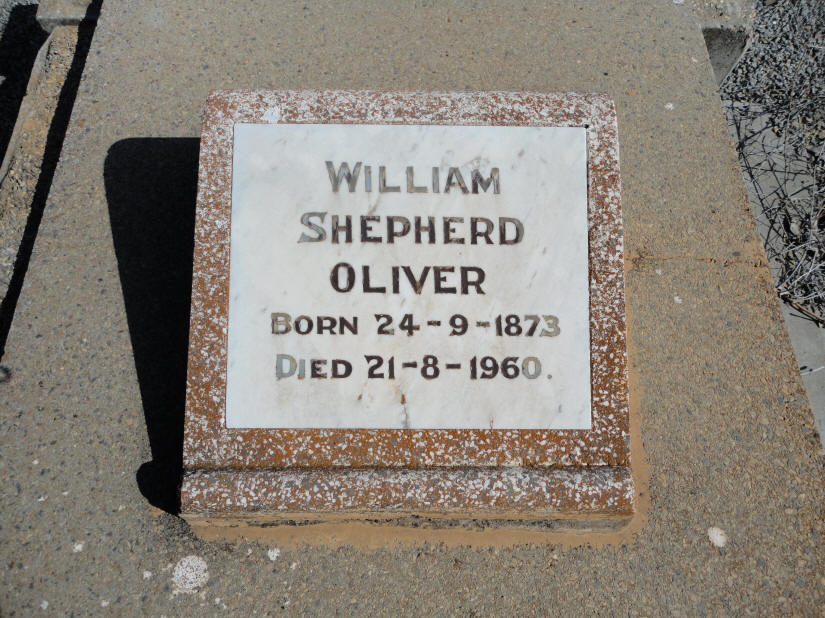 WILLIAM
SHEPHERD
OLIVER
BORN 24-9-1873
DIED 21-8-1960.